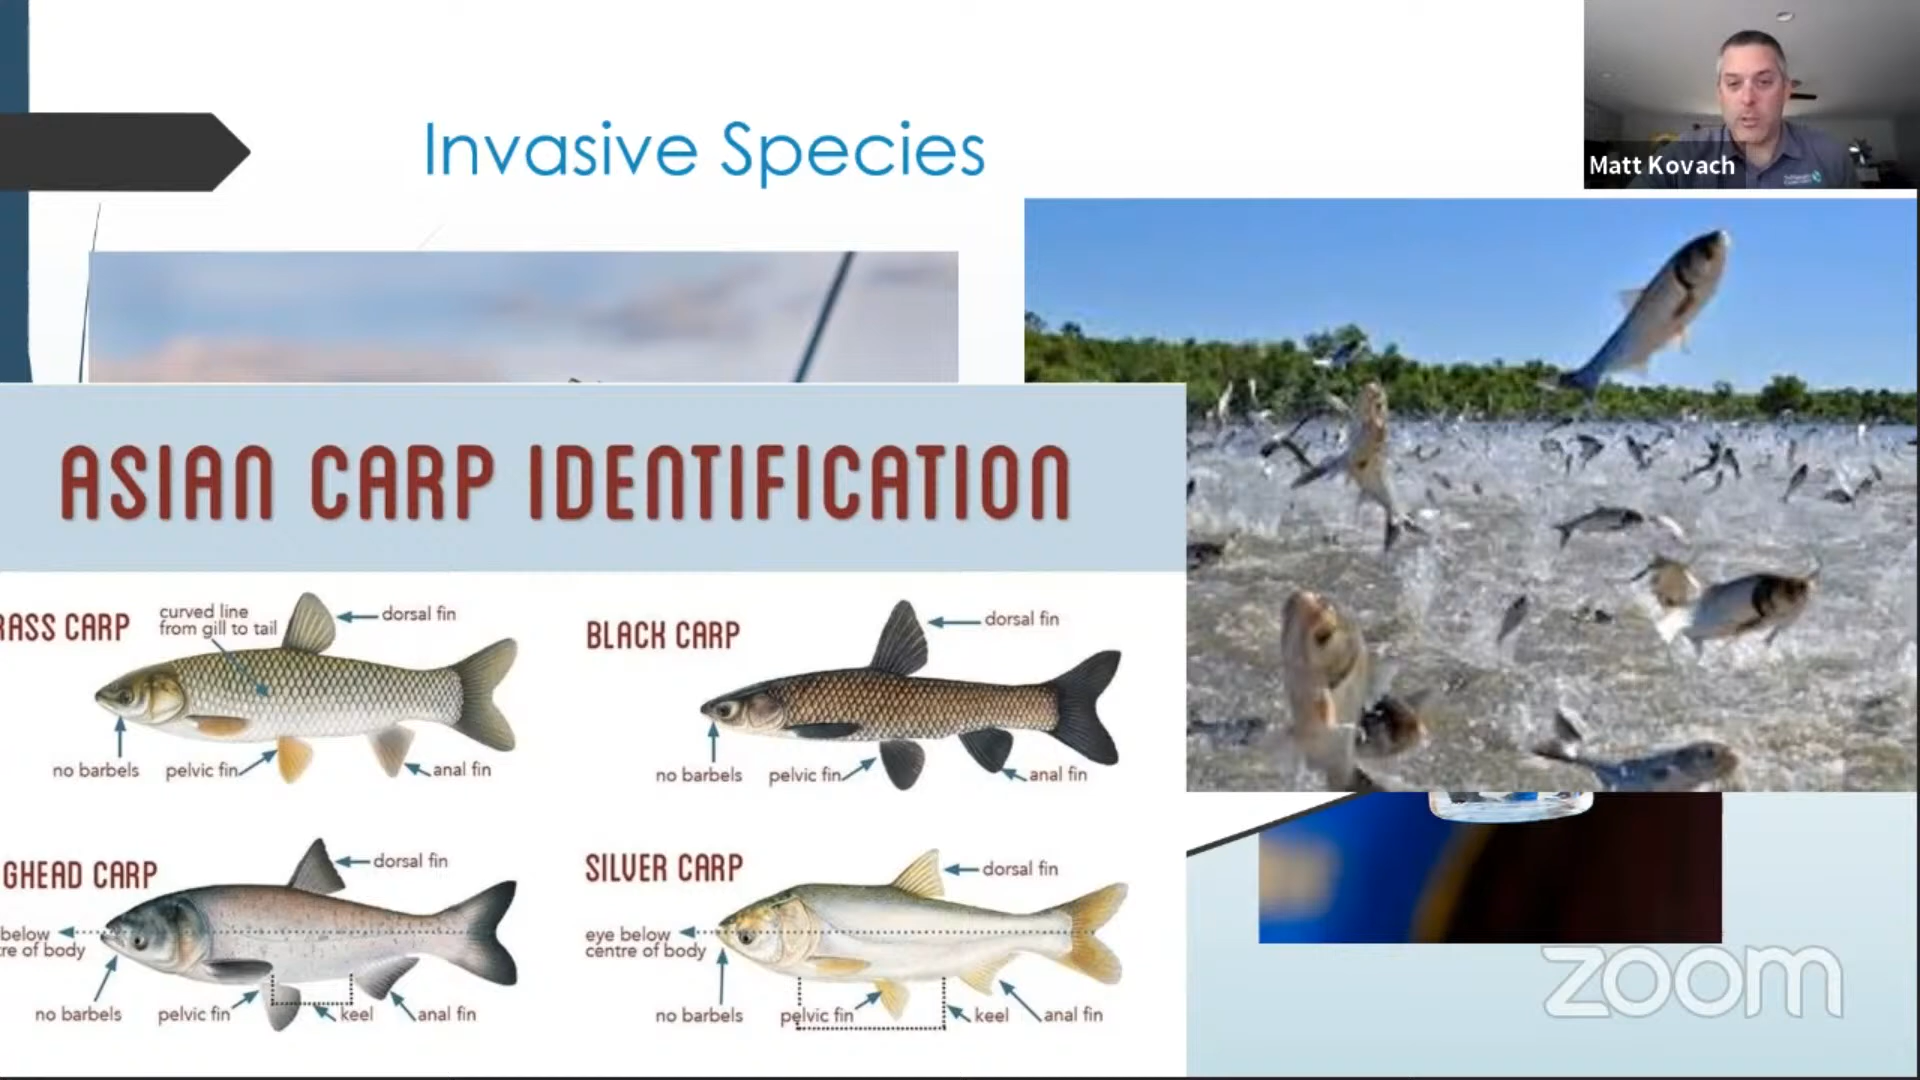 Invasive Species
Matt Kovach
ASIAN CARP IDENTIFICATION
RASS CARP
curved line
from gill to tail
dorsal fin
no barbels
pelvic fin
anal fin
BLACK CARP
dorsal fin
no barbels
pelvic fin
anal fin
GHEAD CARP
dorsal fin
below
re of body
no barbels
pelvic fin
keel
anal fin
SILVER CARP
dorsal fin
eye below
centre of body
no barbels
pelvic fin
keel
anal fin
zoom